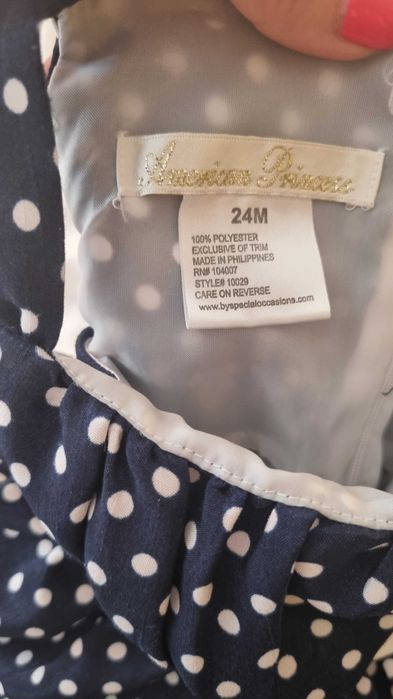 American Princess
24M
100% POLYESTER
EXCLUSIVE OF TRIM
MADE IN PHILIPPINES
RN# 104007
STYLE# 10029
CARE ON REVERSE
www.byspecialoccasions.com